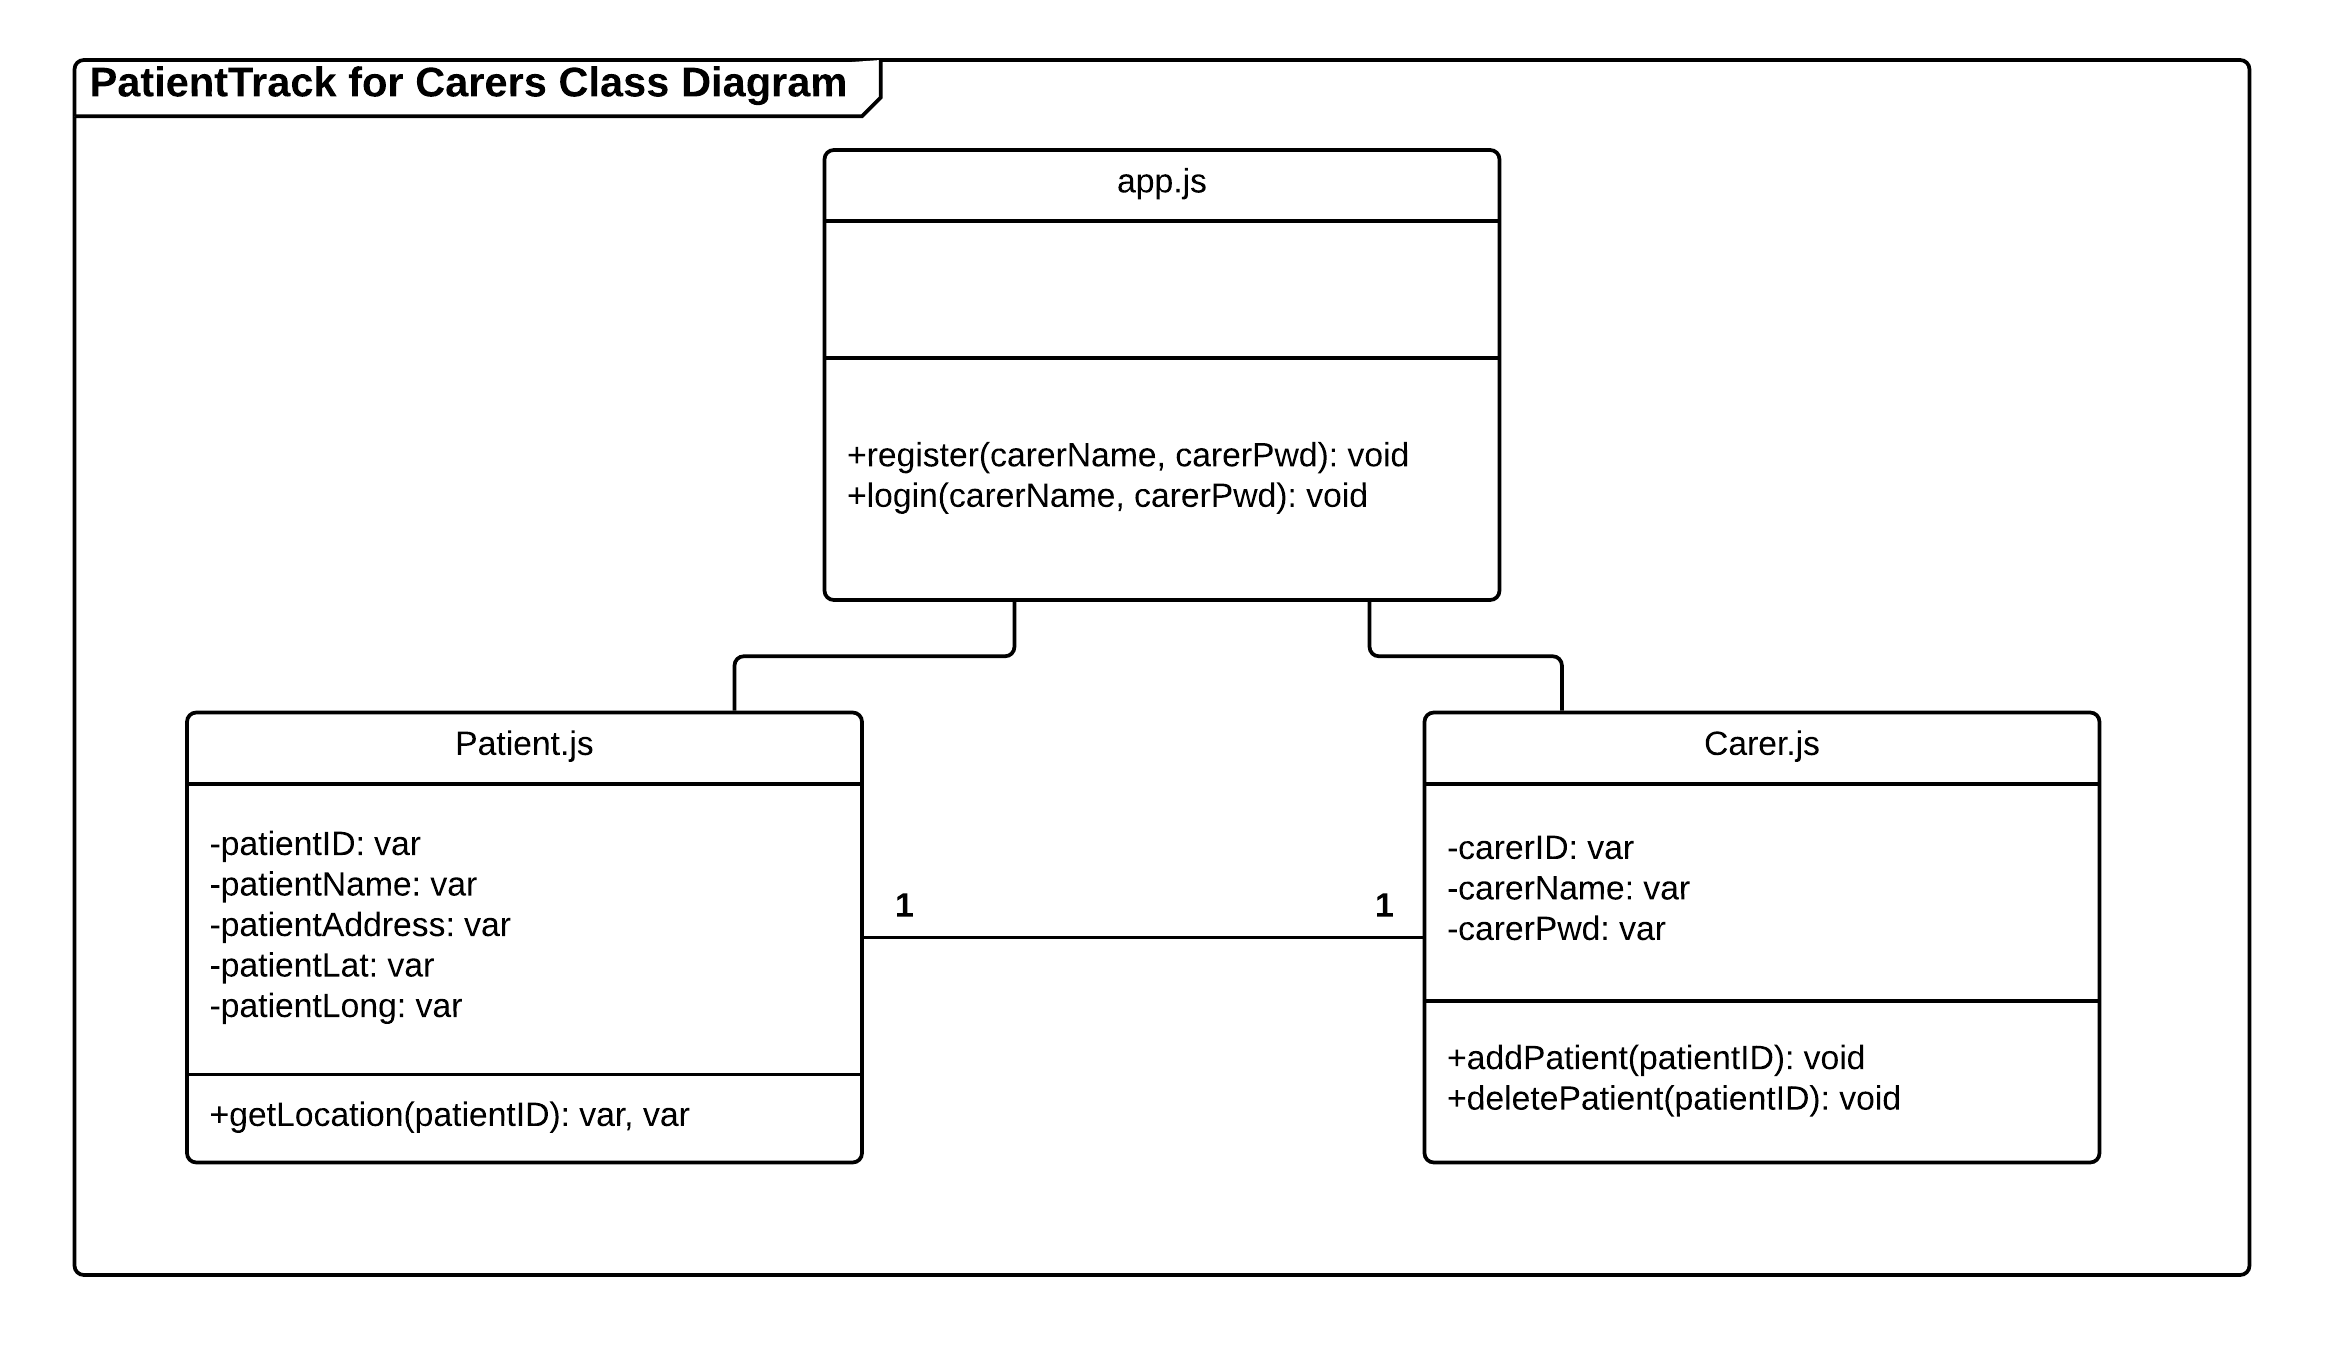 PatientTrack for Carers Class Diagram
app.js
+register(carerName, carerPwd): void
+login(carerName, carerPwd): void
Patient.js
-patientID: var
-patientName: var
-patientAddress: var
-patientLat: var
-patientLong: var
+getLocation(patientID): var, var
1
1
Carer.js
-carerID: var
-carerName: var
-carerPwd: var
+addPatient(patientID): void
+deletePatient(patientID): void